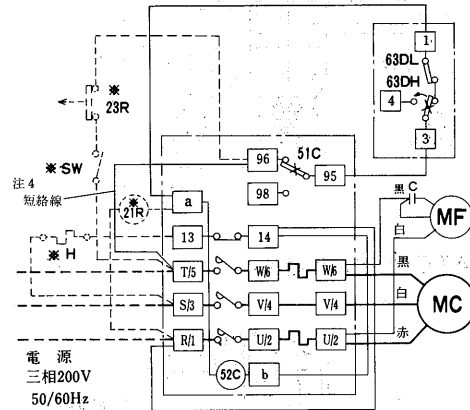 1
63DL
63DH
4
3
※
23R
※SW
注4
短絡線
96
51C
95
98
a
※
21R
13
14
※H
T/5
W/6
W/6
S/3
V/4
V/4
R/1
U/2
U/2
52C
b
黒
C
MF
白
黒
白
MC
赤
電源
三相200V
50/60Hz